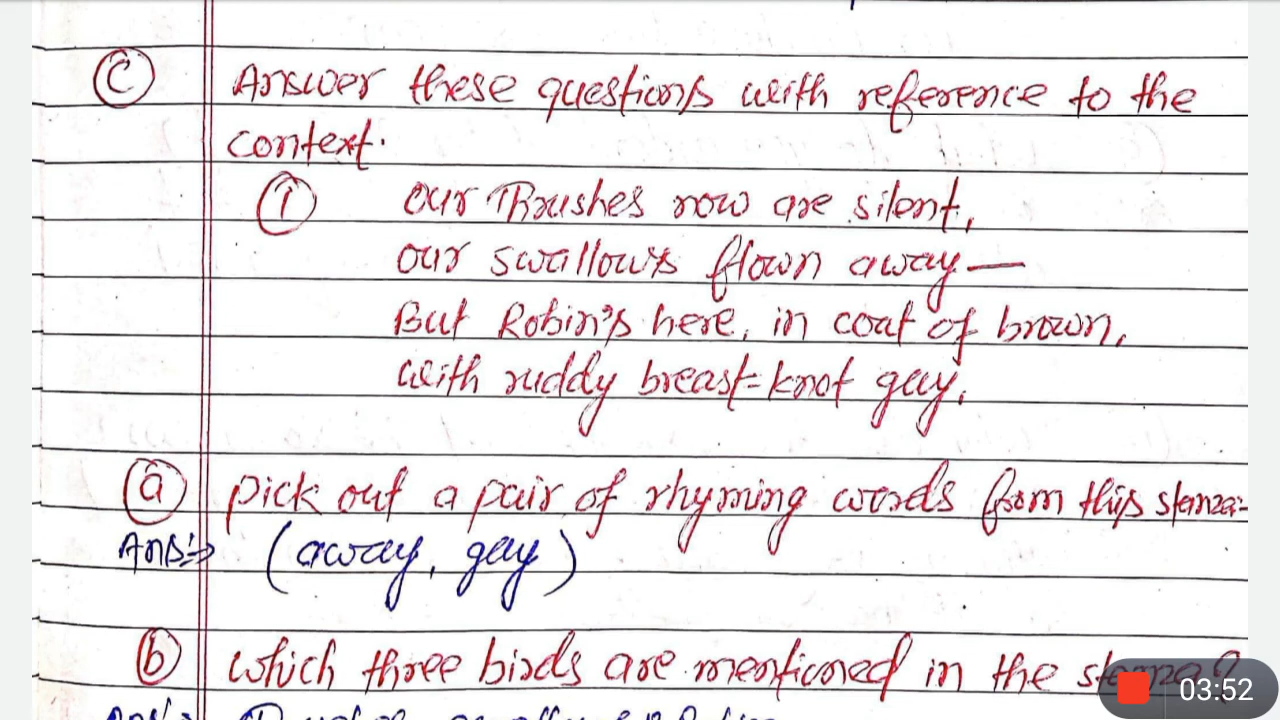 C Answer these questions with reference to the
context.
1 Our Thrushes now are silent,
our swallows flown away —
But Robin's here, in coat of brown,
with ruddy breast-knot gay.
a pick out a pair of rhyming words from this stanza:-
Ans:⇒ (away, gay)
b which three birds are mentioned in the stanza?
03:52